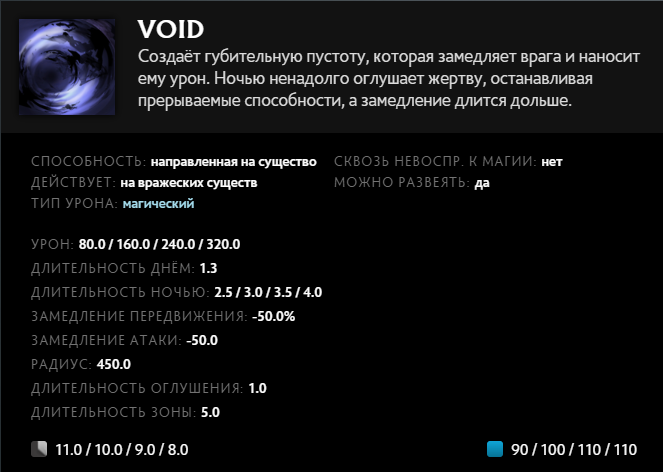 VOID
Создаёт губительную пустоту, которая замедляет врага и наносит
ему урон. Ночью ненадолго оглушает жертву, останавливая
прерываемые способности, а замедление длится дольше.
СПОСОБНОСТЬ: направленная на существо
СКВОЗЬ НЕВОСПР. К МАГИИ: нет
ДЕЙСТВУЕТ: на вражеских существ
МОЖНО РАЗВЕЯТЬ: да
ТИП УРОНА: магический
УРОН: 80.0 / 160.0 / 240.0 / 320.0
ДЛИТЕЛЬНОСТЬ ДНЁМ: 1.3
ДЛИТЕЛЬНОСТЬ НОЧЬЮ: 2.5 / 3.0 / 3.5 / 4.0
ЗАМЕДЛЕНИЕ ПЕРЕДВИЖЕНИЯ: -50.0%
ЗАМЕДЛЕНИЕ АТАКИ: -50.0
РАДИУС: 450.0
ДЛИТЕЛЬНОСТЬ ОГЛУШЕНИЯ: 1.0
ДЛИТЕЛЬНОСТЬ ЗОНЫ: 5.0
11.0 / 10.0 / 9.0 / 8.0
90 / 100 / 110 / 110